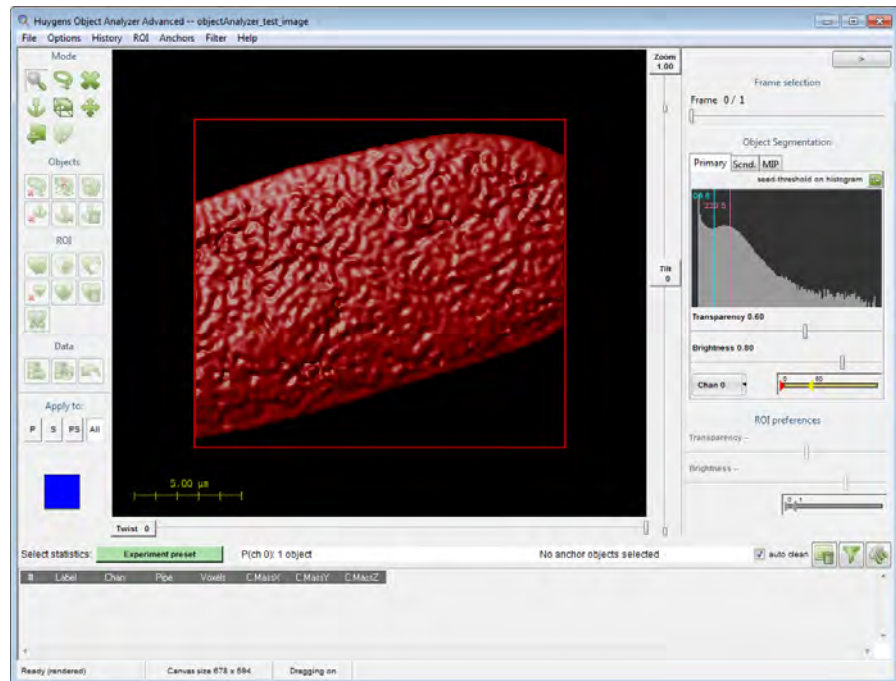 Huygens Object Analyzer Advanced -- objectAnalyzer_test_image
File Options History ROI Anchors Filter Help
Mode
Objects
ROI
Data
Apply to:
P S PS All
Zoom
1.00
Tilt
0
5.00 µm
Twist 0
>
Frame selection
Frame 0 / 1
Object Segmentation
Primary Scnd. MIP
seed threshold on histogram
Transparency 0.60
Brightness 0.80
Chan 0
0 60
ROI preferences
Transparency --
Brightness --
0 1
Select statistics: Experiment preset P(ch 0): 1 object No anchor objects selected auto clean
# Label Chan Pipe Voxels C.MassX C.MassY C.MassZ
Ready (rendered) Canvas size 678 x 594 Dragging on